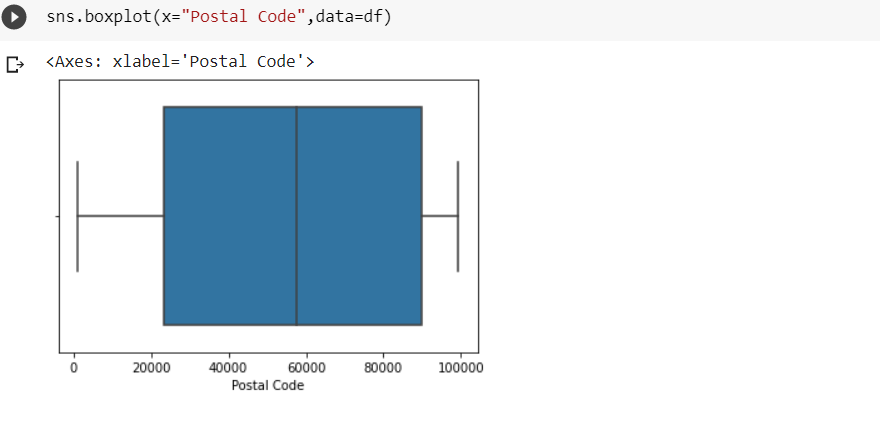 sns.boxplot(x="Postal Code",data=df)
<Axes: xlabel='Postal Code'>
0 20000 40000 60000 80000 100000
Postal Code